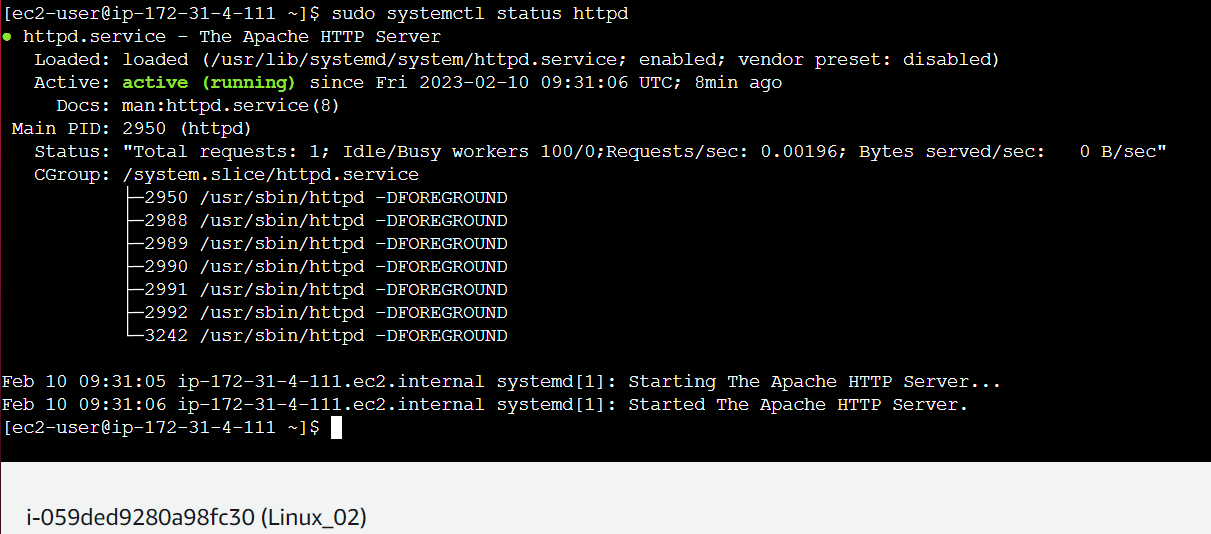 [ec2-user@ip-172-31-4-111 ~]$ sudo systemctl status httpd
● httpd.service - The Apache HTTP Server
   Loaded: loaded (/usr/lib/systemd/system/httpd.service; enabled; vendor preset: disabled)
   Active: active (running) since Fri 2023-02-10 09:31:06 UTC; 8min ago
     Docs: man:httpd.service(8)
 Main PID: 2950 (httpd)
   Status: "Total requests: 1; Idle/Busy workers 100/0;Requests/sec: 0.00196; Bytes served/sec:   0 B/sec"
   CGroup: /system.slice/httpd.service
           ├─2950 /usr/sbin/httpd -DFOREGROUND
           ├─2988 /usr/sbin/httpd -DFOREGROUND
           ├─2989 /usr/sbin/httpd -DFOREGROUND
           ├─2990 /usr/sbin/httpd -DFOREGROUND
           ├─2991 /usr/sbin/httpd -DFOREGROUND
           ├─2992 /usr/sbin/httpd -DFOREGROUND
           └─3242 /usr/sbin/httpd -DFOREGROUND
Feb 10 09:31:05 ip-172-31-4-111.ec2.internal systemd[1]: Starting The Apache HTTP Server...
Feb 10 09:31:06 ip-172-31-4-111.ec2.internal systemd[1]: Started The Apache HTTP Server.
[ec2-user@ip-172-31-4-111 ~]$
i-059ded9280a98fc30 (Linux_02)